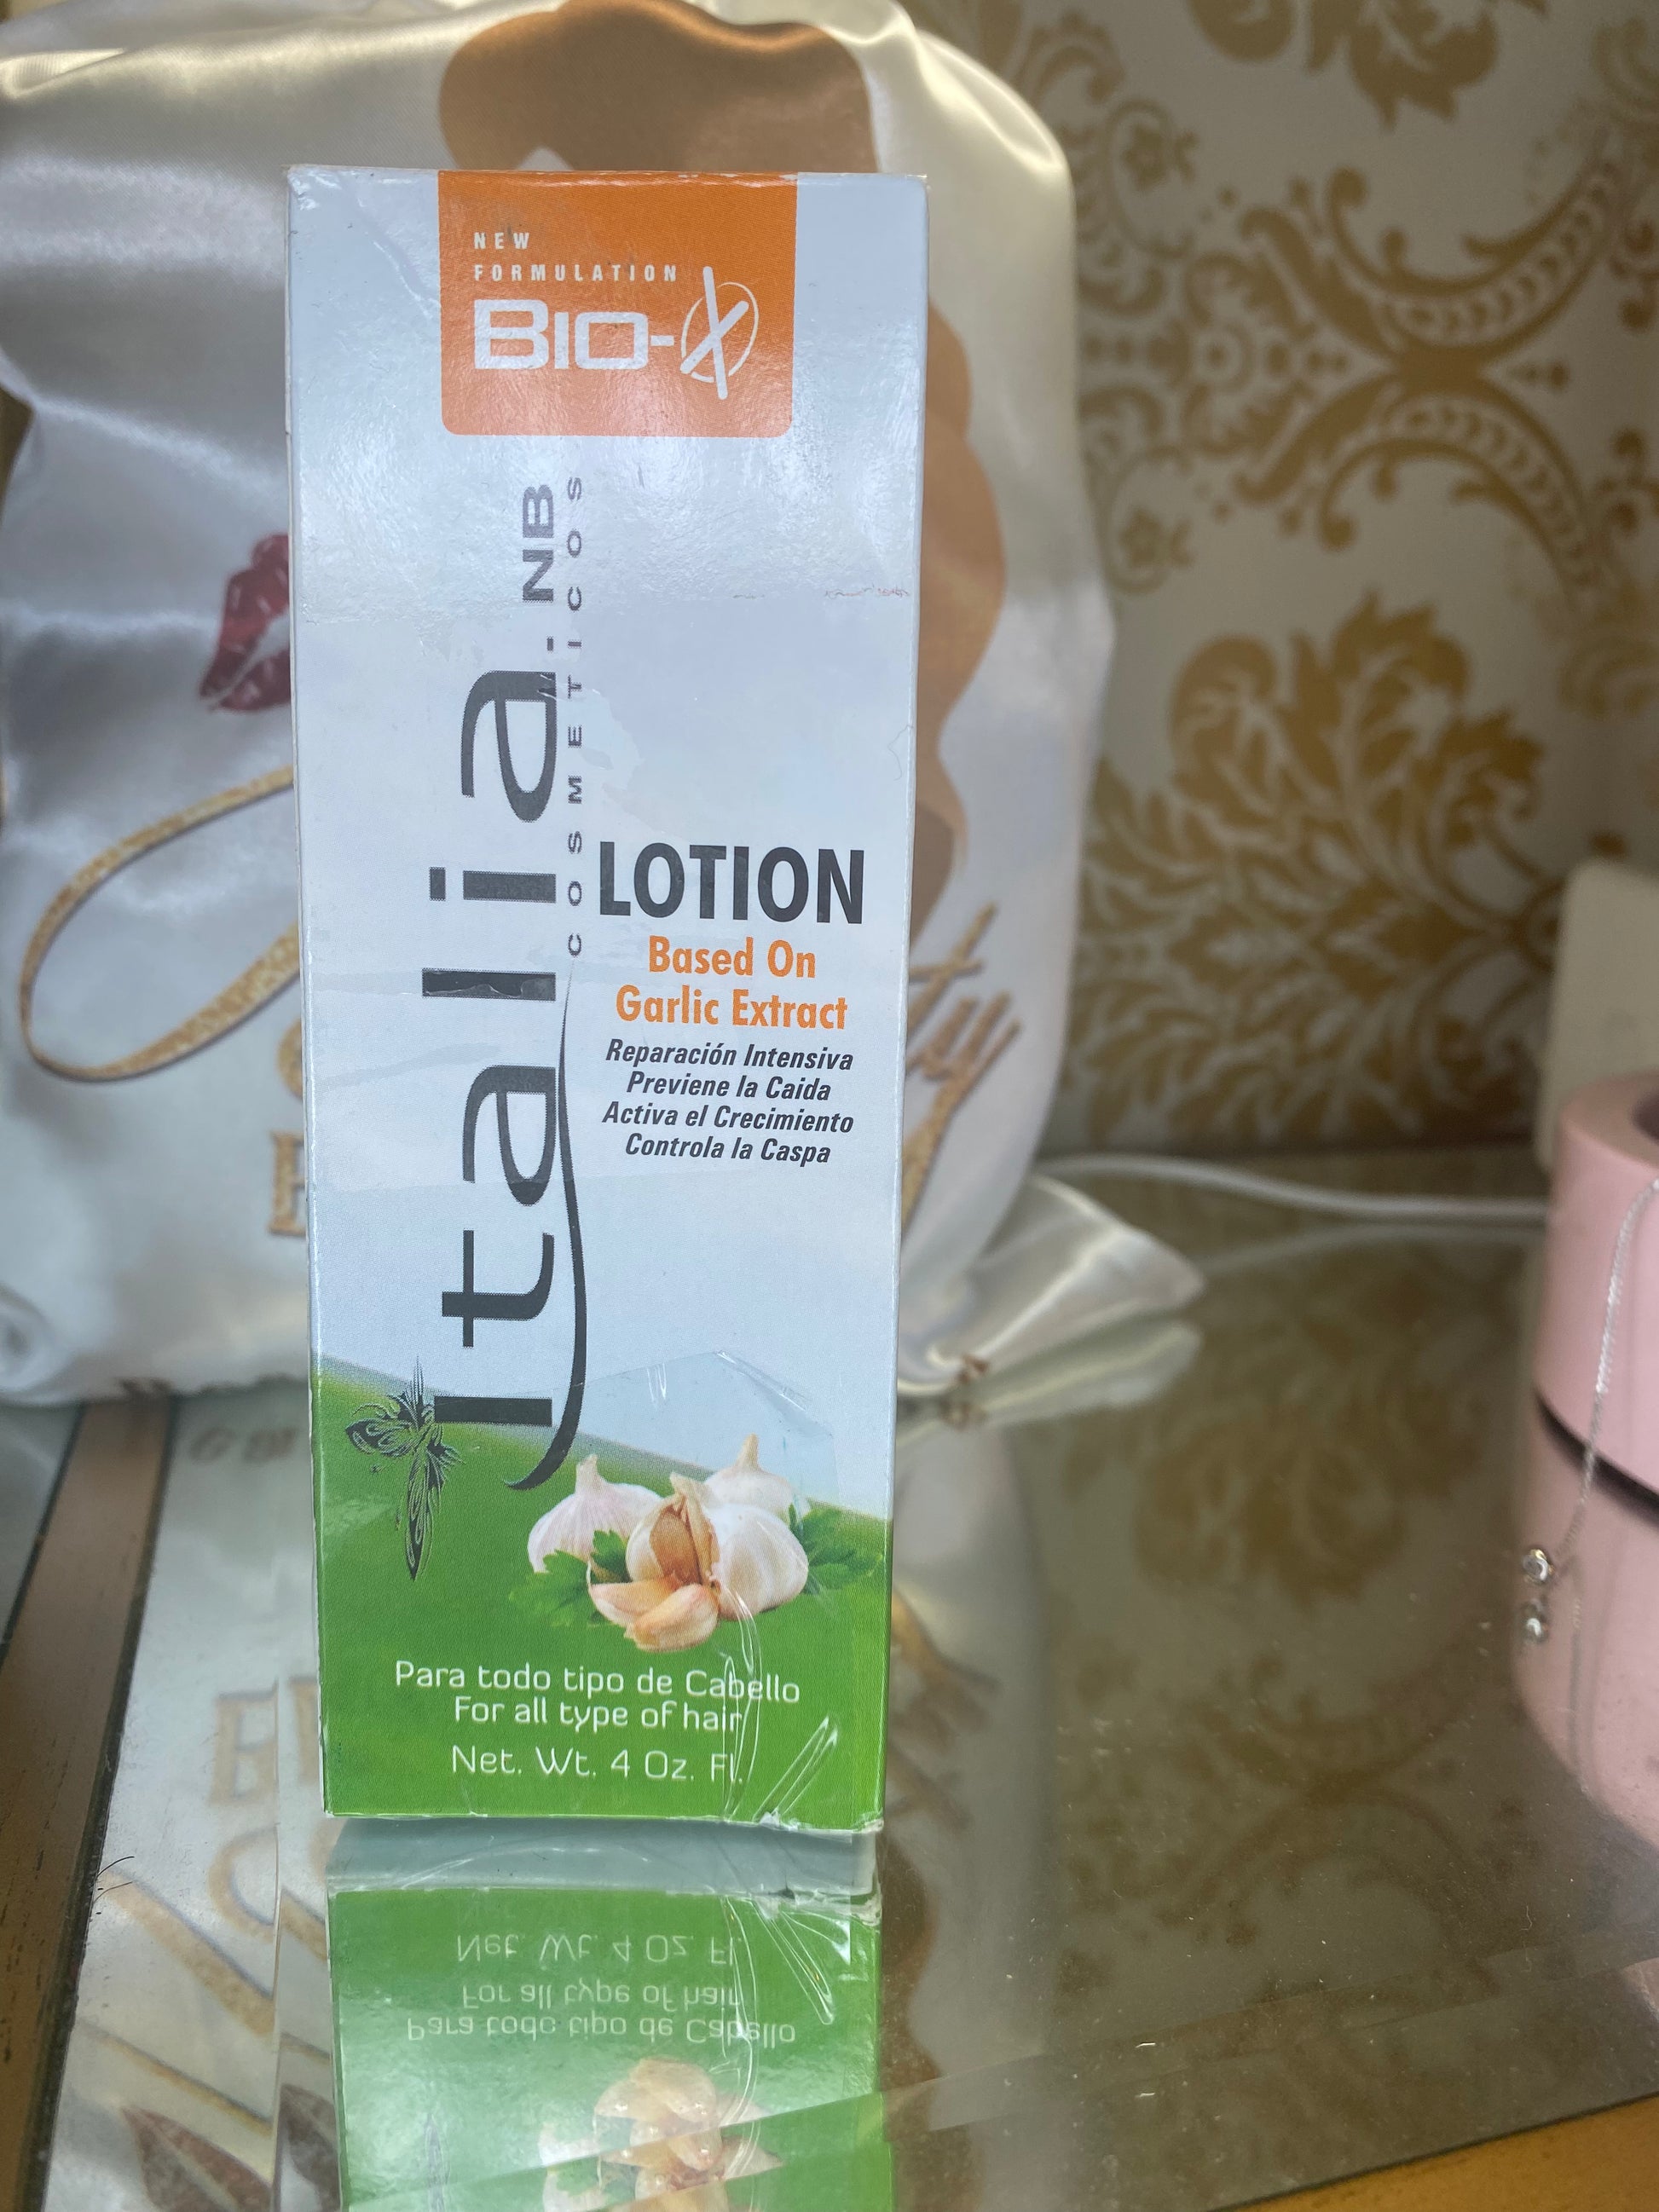 NEW
FORMULATION
BIO-X
Italia.NB
COSMETICOS
LOTION
Based On
Garlic Extract
Reparación Intensiva
Previene la Caida
Activa el Crecimiento
Controla la Caspa
Para todo tipo de Cabello
For all type of hair
Net. Wt. 4 Oz. Fl.